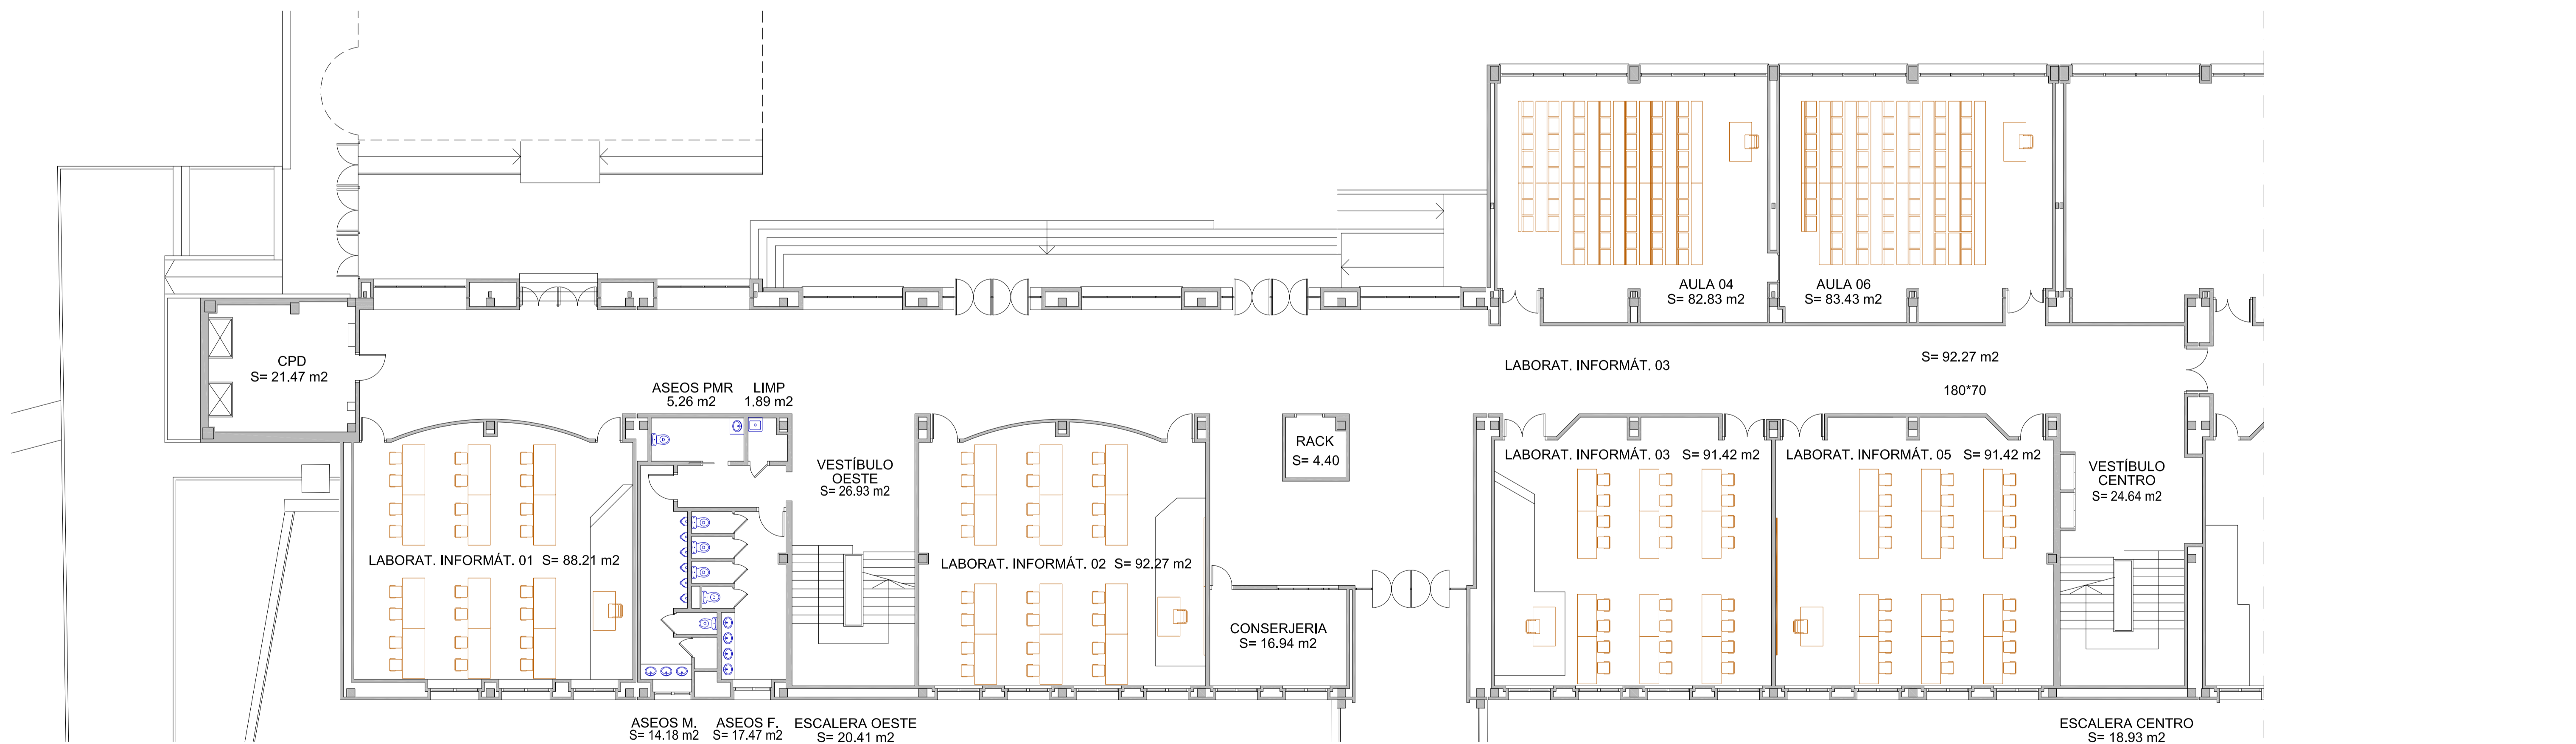 AULA 04
S= 82.83 m2
AULA 06
S= 83.43 m2
CPD
S= 21.47 m2
LABORAT. INFORMÁT. 03
S= 92.27 m2
180*70
ASEOS PMR
5.26 m2
LIMP
1.89 m2
VESTÍBULO
OESTE
S= 26.93 m2
RACK
S= 4.40
LABORAT. INFORMÁT. 03 S= 91.42 m2
LABORAT. INFORMÁT. 05 S= 91.42 m2
VESTÍBULO
CENTRO
S= 24.64 m2
LABORAT. INFORMÁT. 01 S= 88.21 m2
LABORAT. INFORMÁT. 02 S= 92.27 m2
CONSERJERIA
S= 16.94 m2
ASEOS M.
S= 14.18 m2
ASEOS F.
S= 17.47 m2
ESCALERA OESTE
S= 20.41 m2
ESCALERA CENTRO
S= 18.93 m2